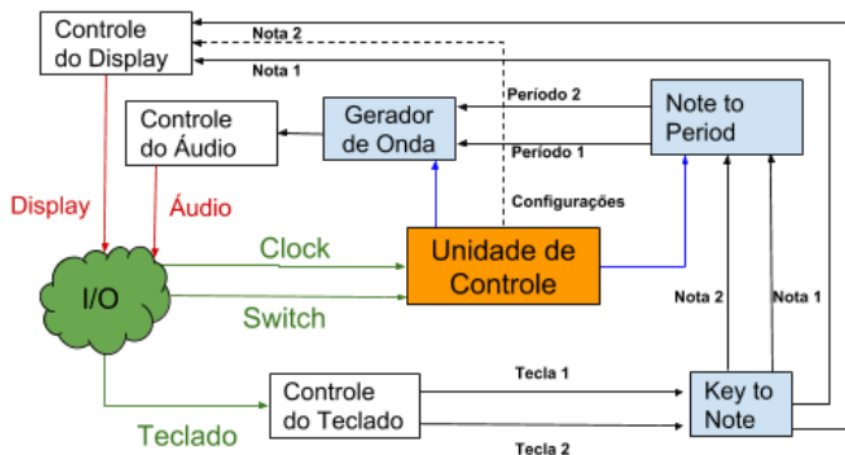 Controle
do Display
Nota 2
Nota 1
Controle
do Áudio
Gerador
de Onda
Período 2
Período 1
Note to
Period
Display
Áudio
Configurações
Clock
Unidade de
Controle
I/O
Switch
Nota 2
Nota 1
Controle
do Teclado
Teclado
Tecla 1
Tecla 2
Key to
Note